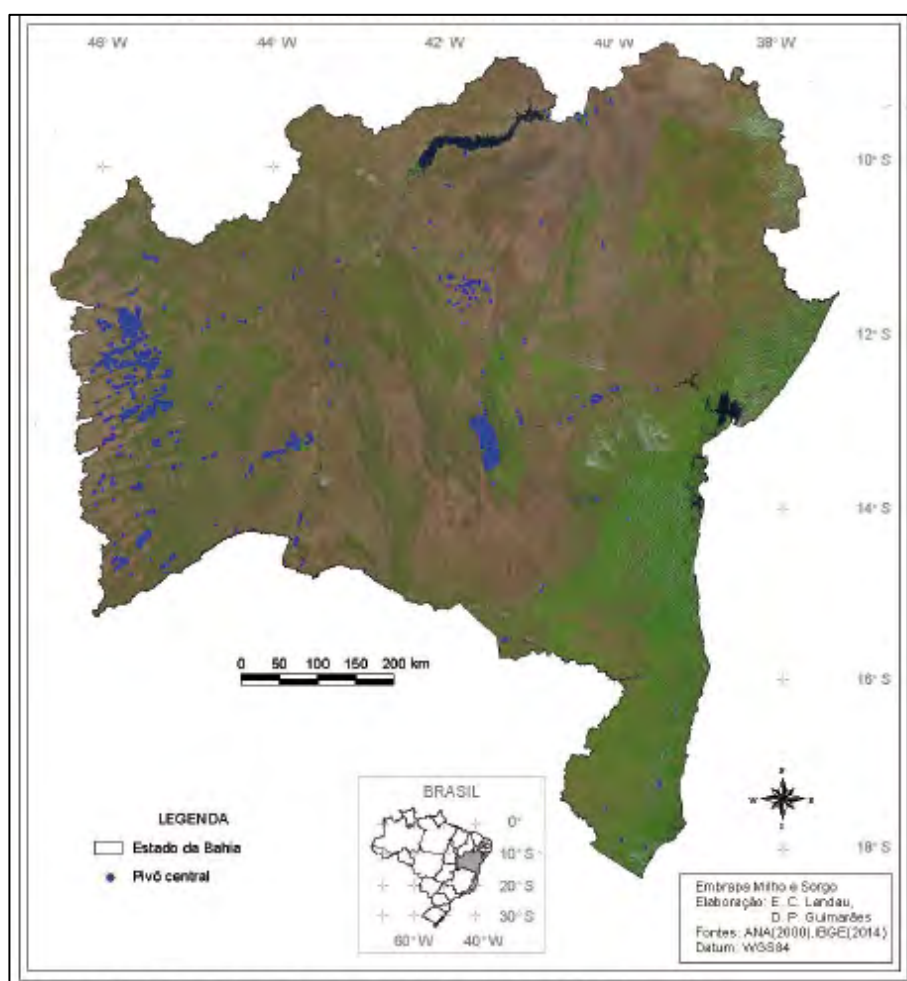 46° W 44° W 42° W 40° W 38° W
10° S
12° S
14° S
16° S
18° S
0 50 100 150 200 km
LEGENDA
Estado da Bahia
Pivô central
BRASIL
0°
10°S
20°S
30°S
60°W 40°W
W
Embrapa Milho e Sorgo
Elaboração: E. C. Landau,
D. P. Guimarães
Fontes: ANA(2000), IBGE(2014)
Datum: WGS84